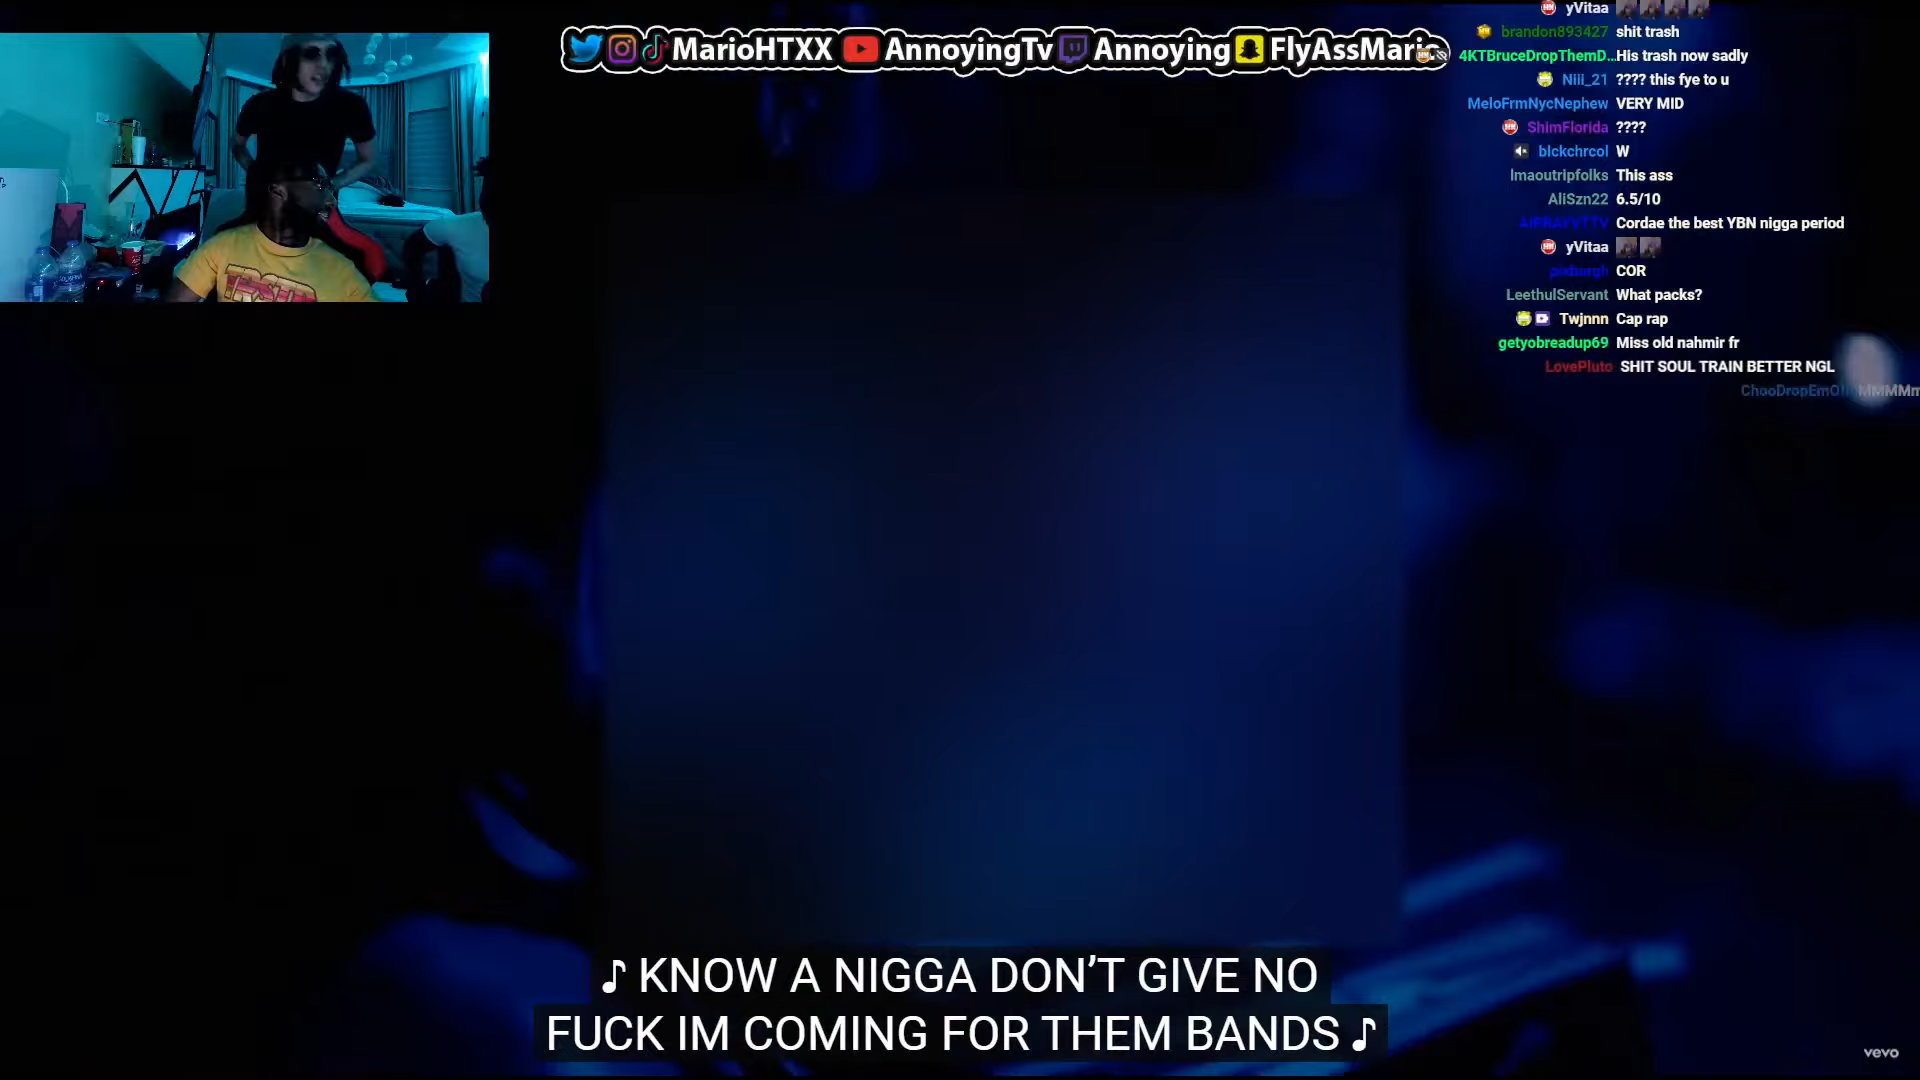 MarioHTXX AnnoyingTv Annoying FlyAssMario
yVitaa
brandon893427 shit trash
4KTBruceDropThemD... His trash now sadly
Niii_21 ???? this fye to u
MeloFrmNycNephew VERY MID
ShimFlorida ????
blckchrcol W
lmaoutripfolks This ass
AliSzn22 6.5/10
Cordae the best YBN nigga period
yVitaa
COR
LeethulServant What packs?
Twjnnn Cap rap
getyobreadup69 Miss old nahmir fr
LovePluto SHIT SOUL TRAIN BETTER NGL
♪ KNOW A NIGGA DON’T GIVE NO
FUCK IM COMING FOR THEM BANDS ♪
vevo